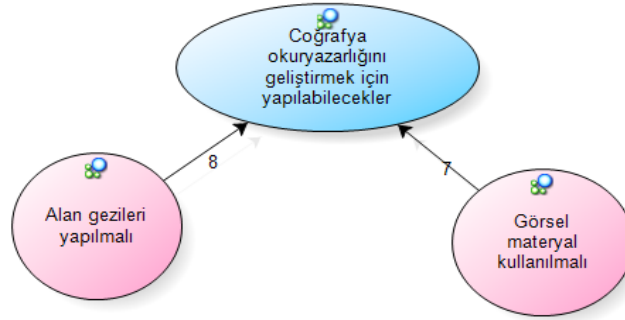 Coğrafya
okuryazarlığını
geliştirmek için
yapılabilecekler
8
7
Alan gezileri
yapılmalı
Görsel
materyal
kullanılmalı